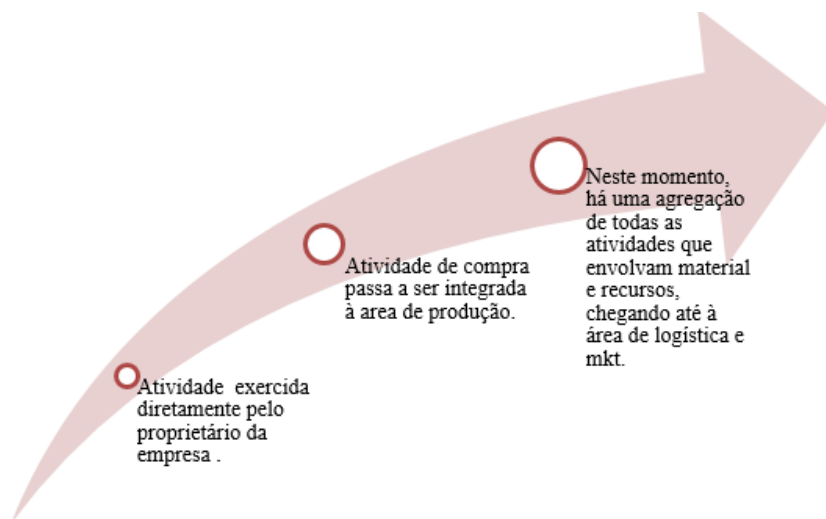 Atividade exercida
diretamente pelo
proprietário da
empresa .
Atividade de compra
passa a ser integrada
à area de produção.
Neste momento,
há uma agregação
de todas as
atividades que
envolvam material
e recursos,
chegando até à
área de logística e
mkt.